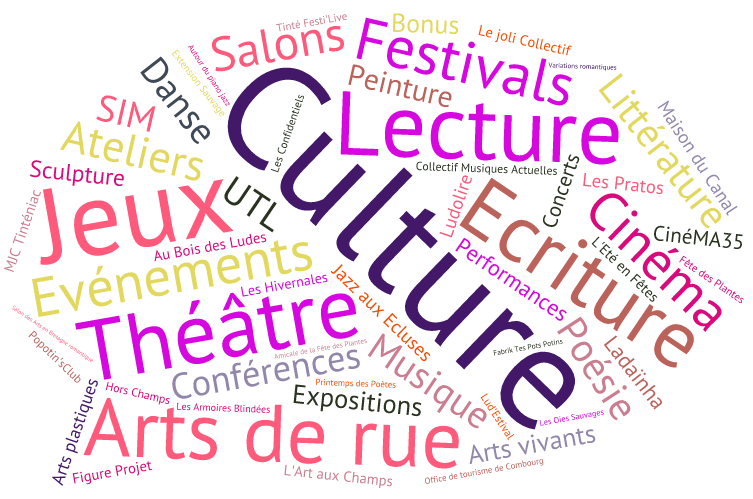 Tinté Festi'Live
Bonus
Le joli Collectif
Salons
Festivals
Variations romantiques
Autour du piano jazz
Extension Sauvage
Danse
Peinture
Littérature
SIM
Culture
Lecture
Maison du Canal
Les Confidentiels
Ateliers
Sculpture
Collectif Musiques Actuelles
Concerts
Les Pratos
UTL
Ludolire
Ecriture
Cinéma
CinéMA35
MJC Tinténiac
Jeux
Au Bois des Ludes
L'Eté en Fêtes
Fête des Plantes
Evénements
Les Hivernales
Performances
Jazz aux Ecluses
Théâtre
Salon des Arts en Bretagne romantique
Popotin'sClub
Amicale de la Fête des Plantes
Fabrik Tes Pots Potins
Poésie
Ladaïnha
Conférences
Musique
Printemps des Poètes
Arts plastiques
Hors Champs
Les Armoires Blindées
Expositions
Lud'Estival
Les Oies Sauvages
Arts de rue
Arts vivants
Figure Projet
L'Art aux Champs
Office de tourisme de Combourg